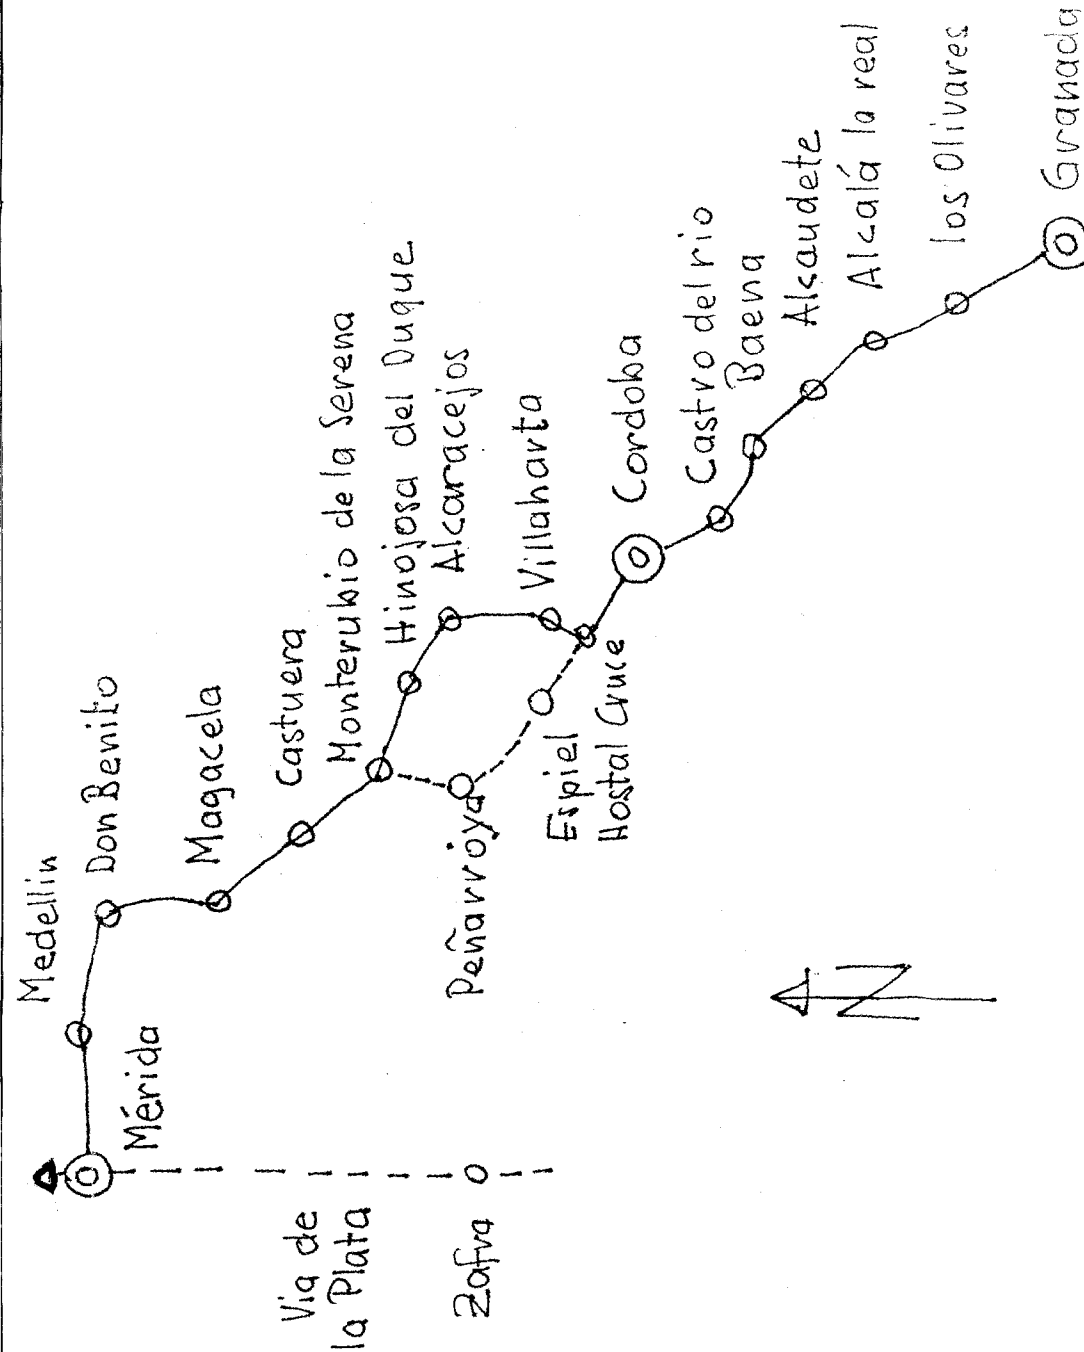 Medellin
Don Benito
Mérida
Magacela
Castuera
Monterubio de la Serena
Hinojosa del Duque
Alcaracejos
Villaharta
Peñarroya
Espiel
Hostal Cruce
Via de
la Plata
Zafra
Cordoba
Castro del rio
Baena
Alcaudete
Alcalá la real
los Olivares
Granada
N